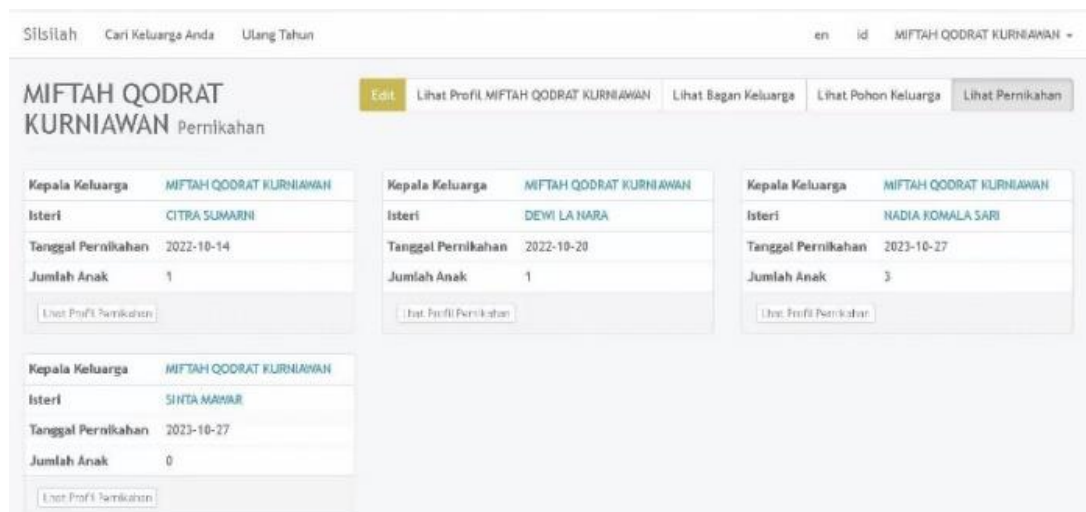 Silsilah Cari Keluarga Anda Ulang Tahun en id MIFTAH QODRAT KURNIAWAN
MIFTAH QODRAT
KURNIAWAN Pernikahan
Edit Lihat Profil MIFTAH QODRAT KURNIAWAN Lihat Bagan Keluarga Lihat Pohon Keluarga Lihat Pernikahan
Kepala Keluarga MIFTAH QODRAT KURNIAWAN
Isteri CITRA SUMARNI
Tanggal Pernikahan 2022-10-14
Jumlah Anak 1
Lihat Profil Pernikahan
Kepala Keluarga MIFTAH QODRAT KURNIAWAN
Isteri DEWI LA NARA
Tanggal Pernikahan 2022-10-20
Jumlah Anak 1
Lihat Profil Pernikahan
Kepala Keluarga MIFTAH QODRAT KURNIAWAN
Isteri NADIA KOMALA SARI
Tanggal Pernikahan 2023-10-27
Jumlah Anak 3
Lihat Profil Pernikahan
Kepala Keluarga MIFTAH QODRAT KURNIAWAN
Isteri SINTA MAWAR
Tanggal Pernikahan 2023-10-27
Jumlah Anak 0
Lihat Profil Pernikahan